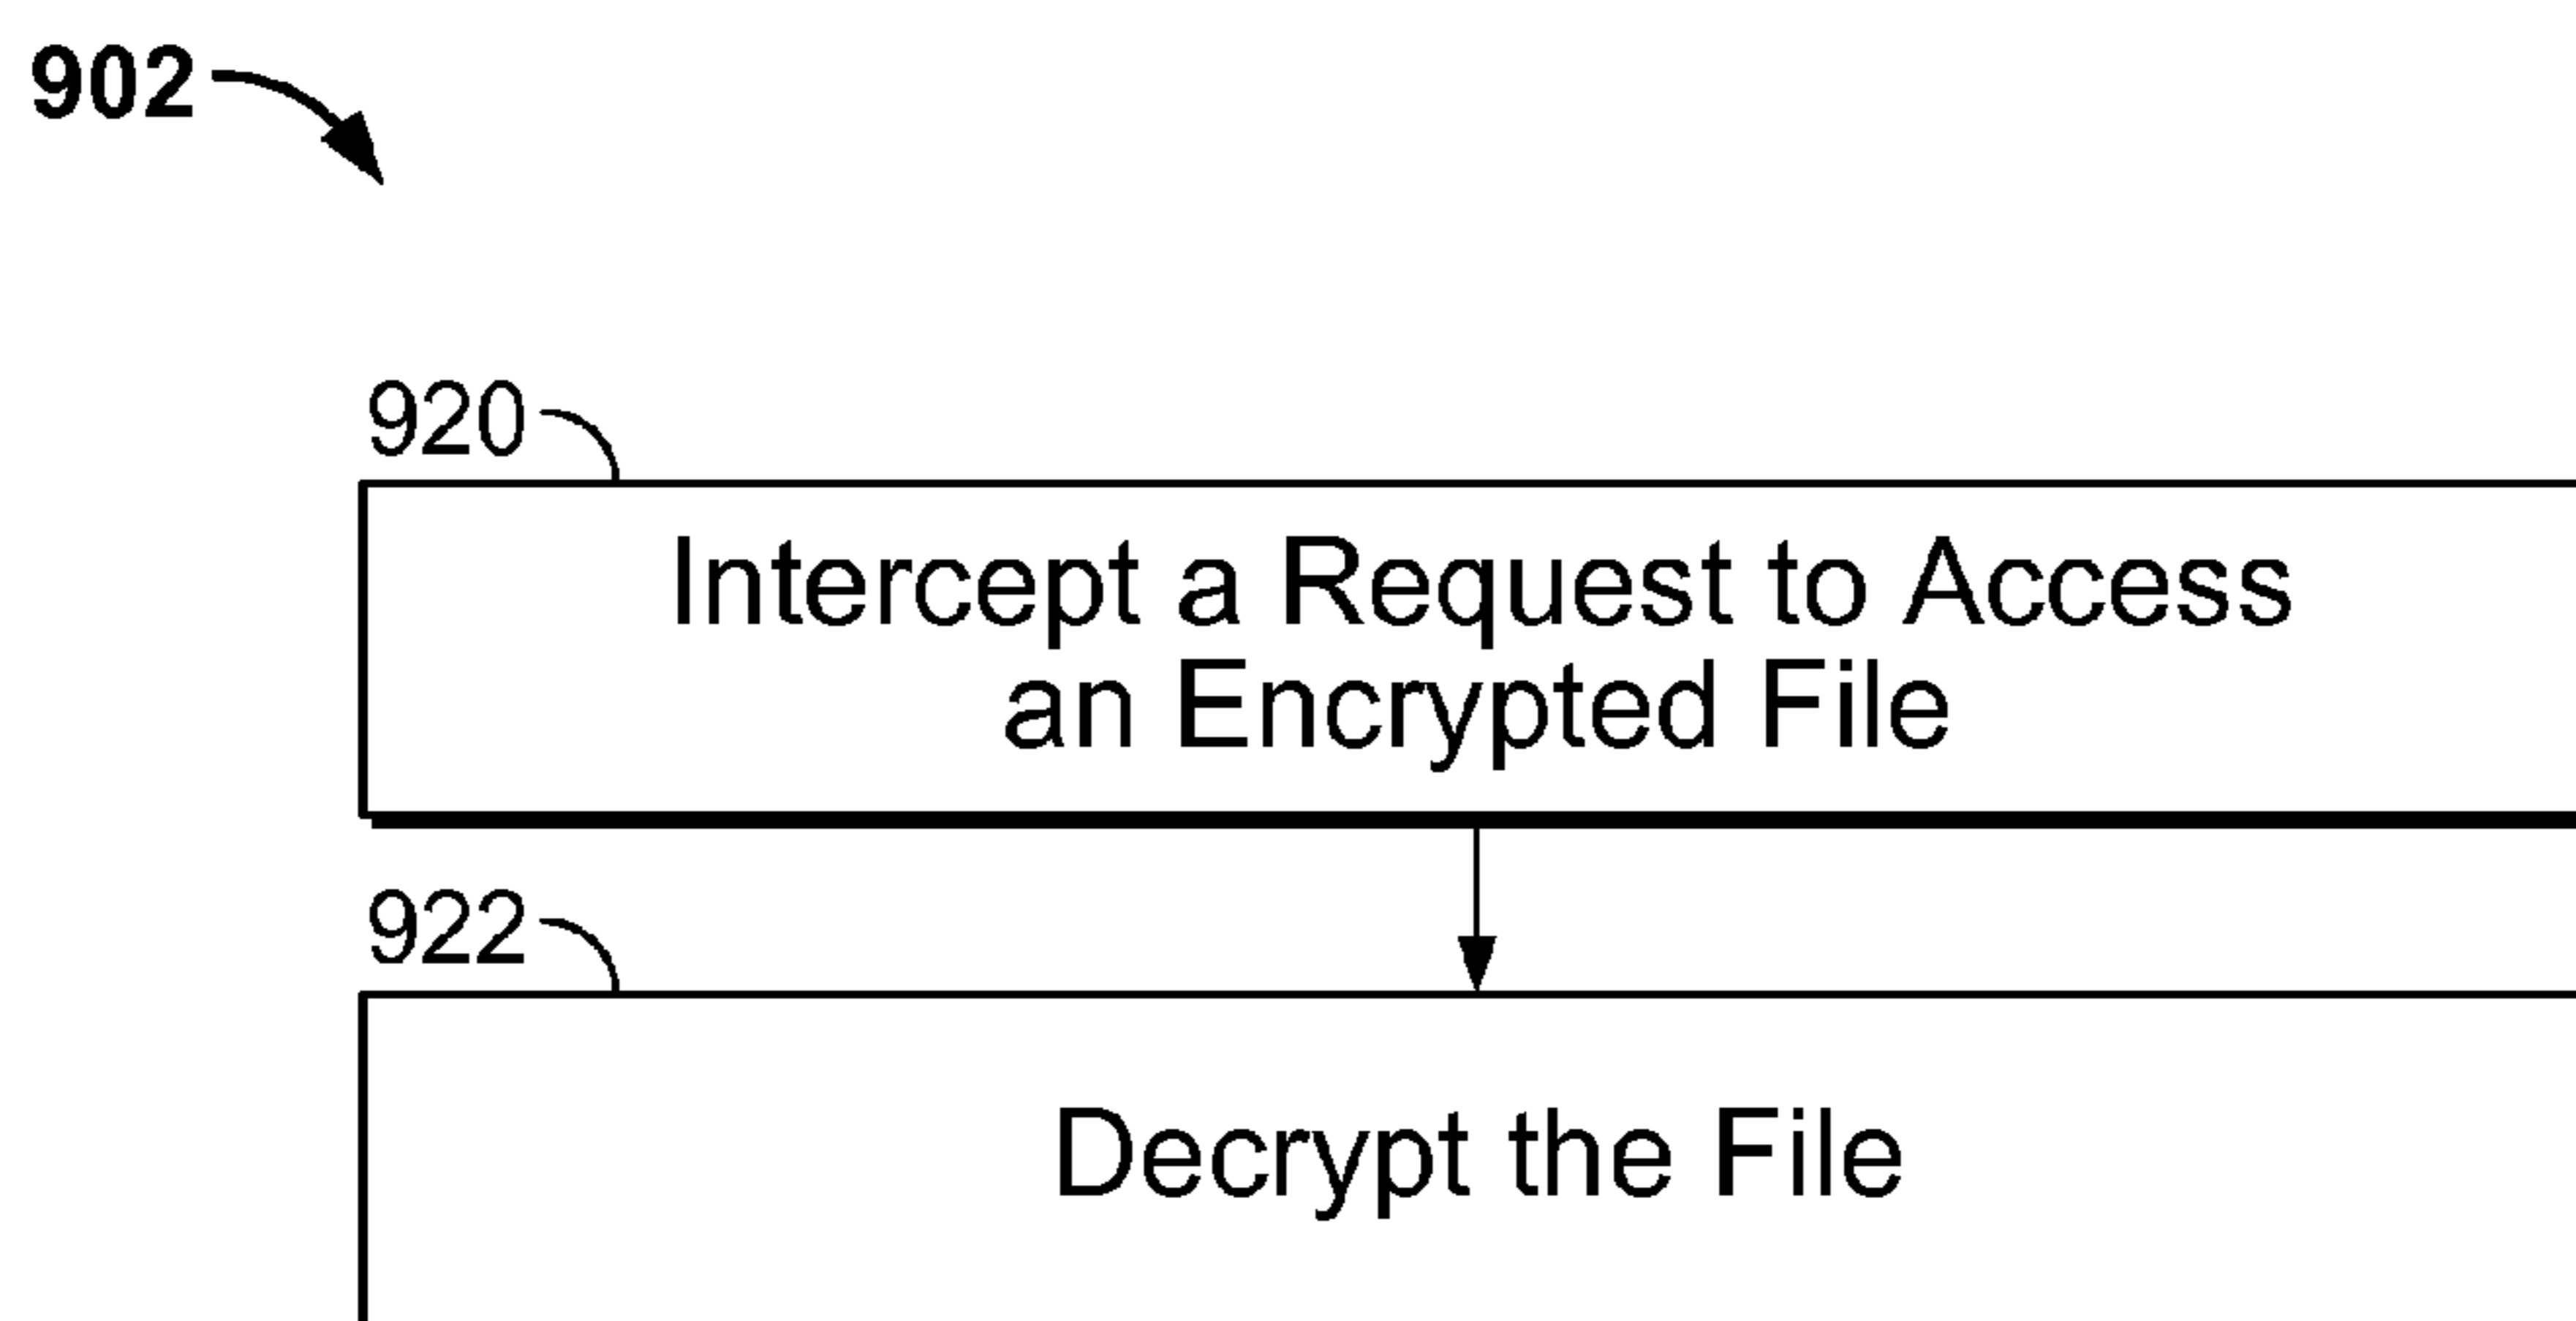 902
920
Intercept a Request to Access
an Encrypted File
922
Decrypt the File